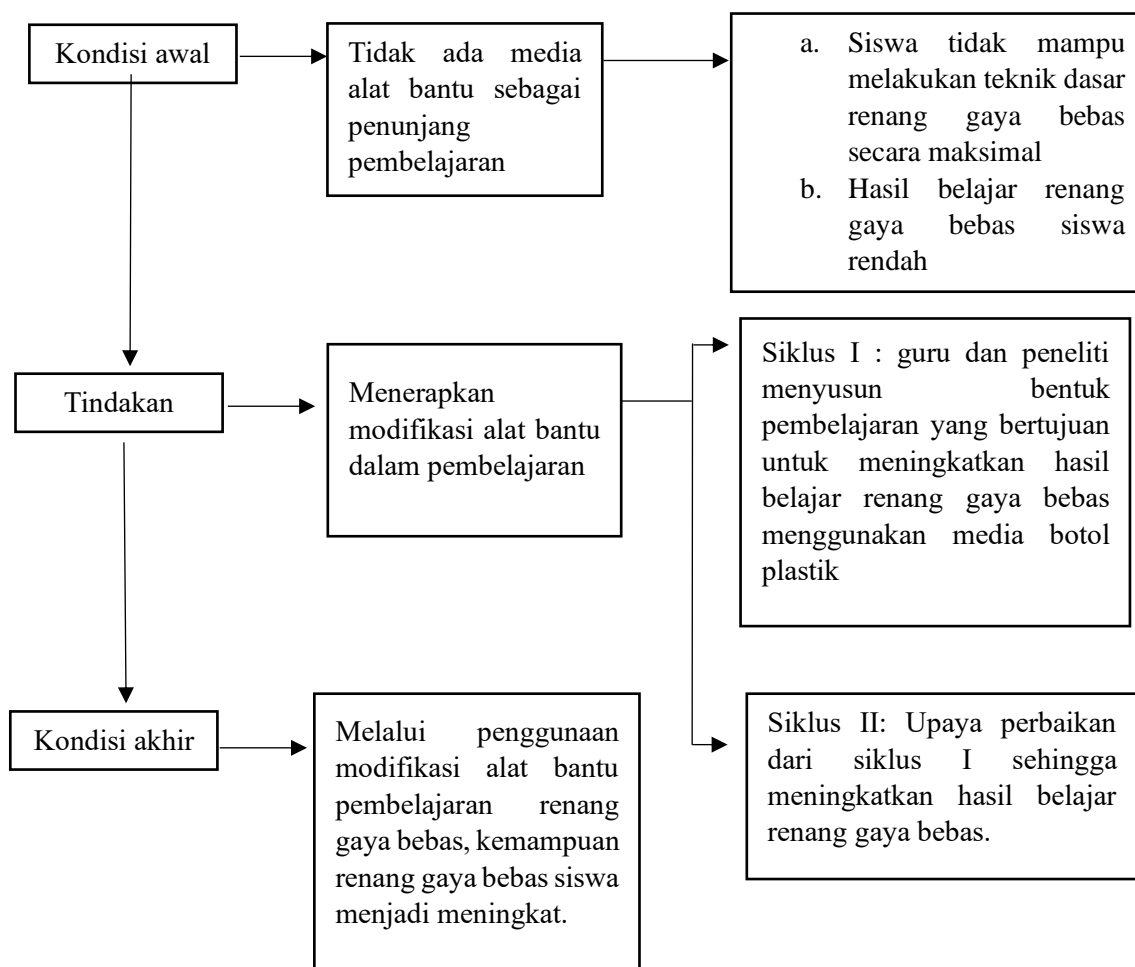 Kondisi awal
Tidak ada media
alat bantu sebagai
penunjang
pembelajaran
a. Siswa tidak mampu
melakukan teknik dasar
renang gaya bebas
secara maksimal
b. Hasil belajar renang
gaya bebas siswa
rendah
Tindakan
Menerapkan
modifikasi alat bantu
dalam pembelajaran
Siklus I : guru dan peneliti
menyusun bentuk
pembelajaran yang bertujuan
untuk meningkatkan hasil
belajar renang gaya bebas
menggunakan media botol
plastik
Siklus II: Upaya perbaikan
dari siklus I sehingga
meningkatkan hasil belajar
renang gaya bebas.
Kondisi akhir
Melalui penggunaan
modifikasi alat bantu
pembelajaran renang
gaya bebas, kemampuan
renang gaya bebas siswa
menjadi meningkat.